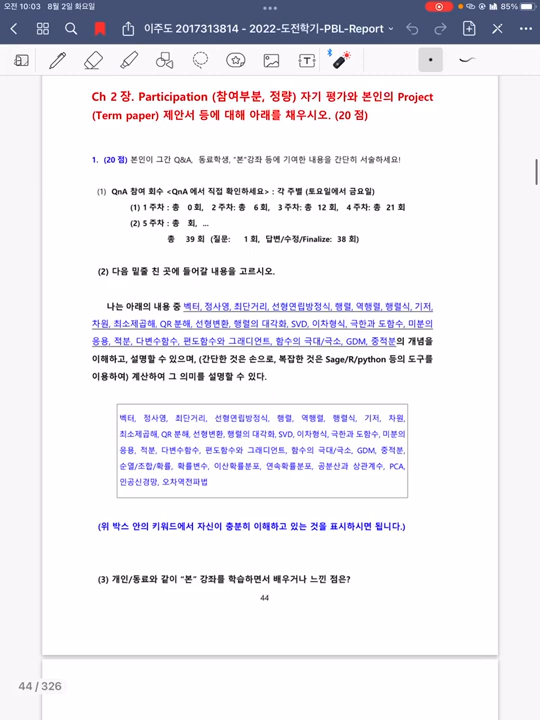 오전 10:03 8월 2일 화요일
85%
이주도 2017313814 - 2022-도전학기-PBL-Report
Ch 2 장. Participation (참여부분, 정량) 자기 평가와 본인의 Project
(Term paper) 제안서 등에 대해 아래를 채우시오. (20 점)
1. (20 점) 본인이 그간 Q&A, 동료학생, "본"강좌 등에 기여한 내용을 간단히 서술하세요!
(1) QnA 참여 회수 <QnA 에서 직접 확인하세요> : 각 주별 (토요일에서 금요일)
(1) 1 주차 : 총 0 회, 2 주차: 총 6 회, 3 주차: 총 12 회, 4 주차: 총 21 회
(2) 5 주차 : 총 회, ...
총 39 회 (질문: 1 회, 답변/수정/Finalize: 38 회)
(2) 다음 밑줄 친 곳에 들어갈 내용을 고르시오.
나는 아래의 내용 중 벡터, 정사영, 최단거리, 선형연립방정식, 행렬, 역행렬, 행렬식, 기저,
차원, 최소제곱해, QR 분해, 선형변환, 행렬의 대각화, SVD, 이차형식, 극한과 도함수, 미분의
응용, 적분, 다변수함수, 편도함수와 그래디언트, 함수의 극대/극소, GDM, 중적분의 개념을
이해하고, 설명할 수 있으며, (간단한 것은 손으로, 복잡한 것은 Sage/R/python 등의 도구를
이용하여) 계산하여 그 의미를 설명할 수 있다.
벡터, 정사영, 최단거리, 선형연립방정식, 행렬, 역행렬, 행렬식, 기저, 차원,
최소제곱해, QR 분해, 선형변환, 행렬의 대각화, SVD, 이차형식, 극한과 도함수, 미분의
응용, 적분, 다변수함수, 편도함수와 그래디언트, 함수의 극대/극소, GDM, 중적분,
순열/조합/확률, 확률변수, 이산확률분포, 연속확률분포, 공분산과 상관계수, PCA,
인공신경망, 오차역전파법
(위 박스 안의 키워드에서 자신이 충분히 이해하고 있는 것을 표시하시면 됩니다.)
(3) 개인/동료와 같이 "본" 강좌를 학습하면서 배우거나 느낀 점은?
44
44 / 326